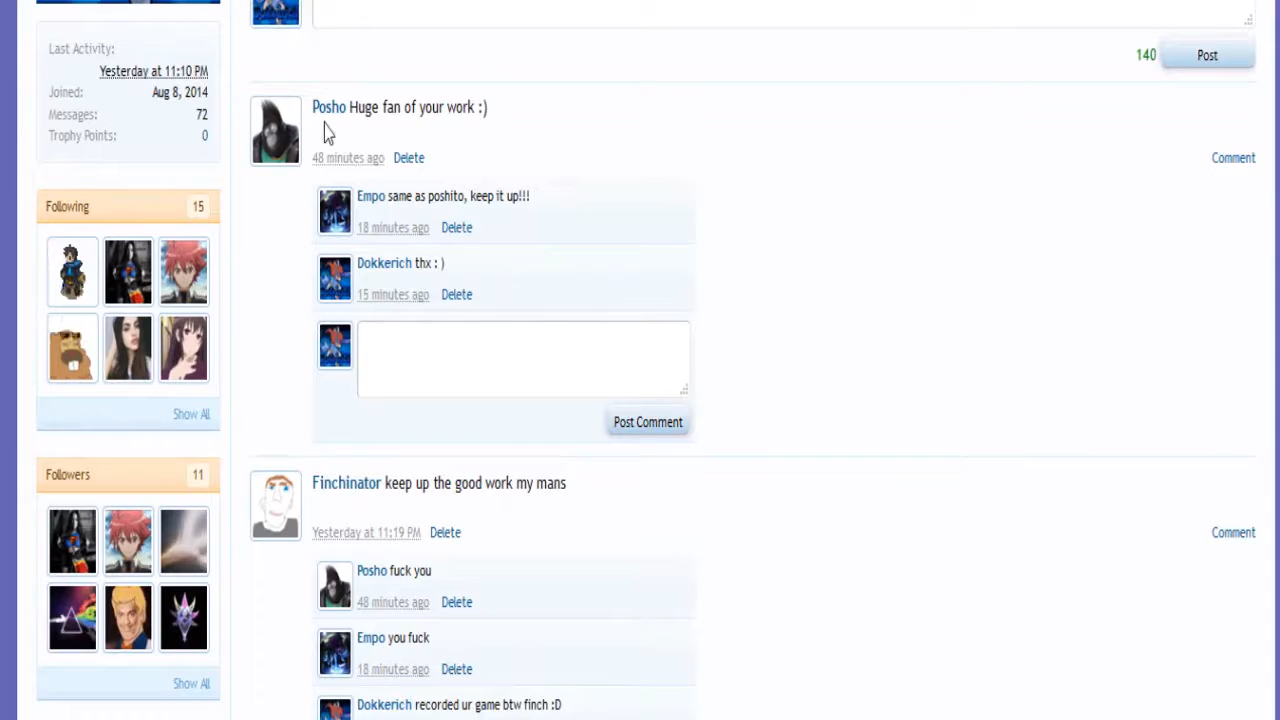 Last Activity:
Yesterday at 11:10 PM
Joined: Aug 8, 2014
Messages: 72
Trophy Points: 0
Following 15
Show All
Followers 11
Show All
140 Post
Posho Huge fan of your work :)
48 minutes ago Delete Comment
Empo same as poshito, keep it up!!!
18 minutes ago Delete
Dokkerich thx : )
15 minutes ago Delete
Post Comment
Finchinator keep up the good work my mans
Yesterday at 11:19 PM Delete Comment
Posho fuck you
48 minutes ago Delete
Empo you fuck
18 minutes ago Delete
Dokkerich recorded ur game btw finch :D